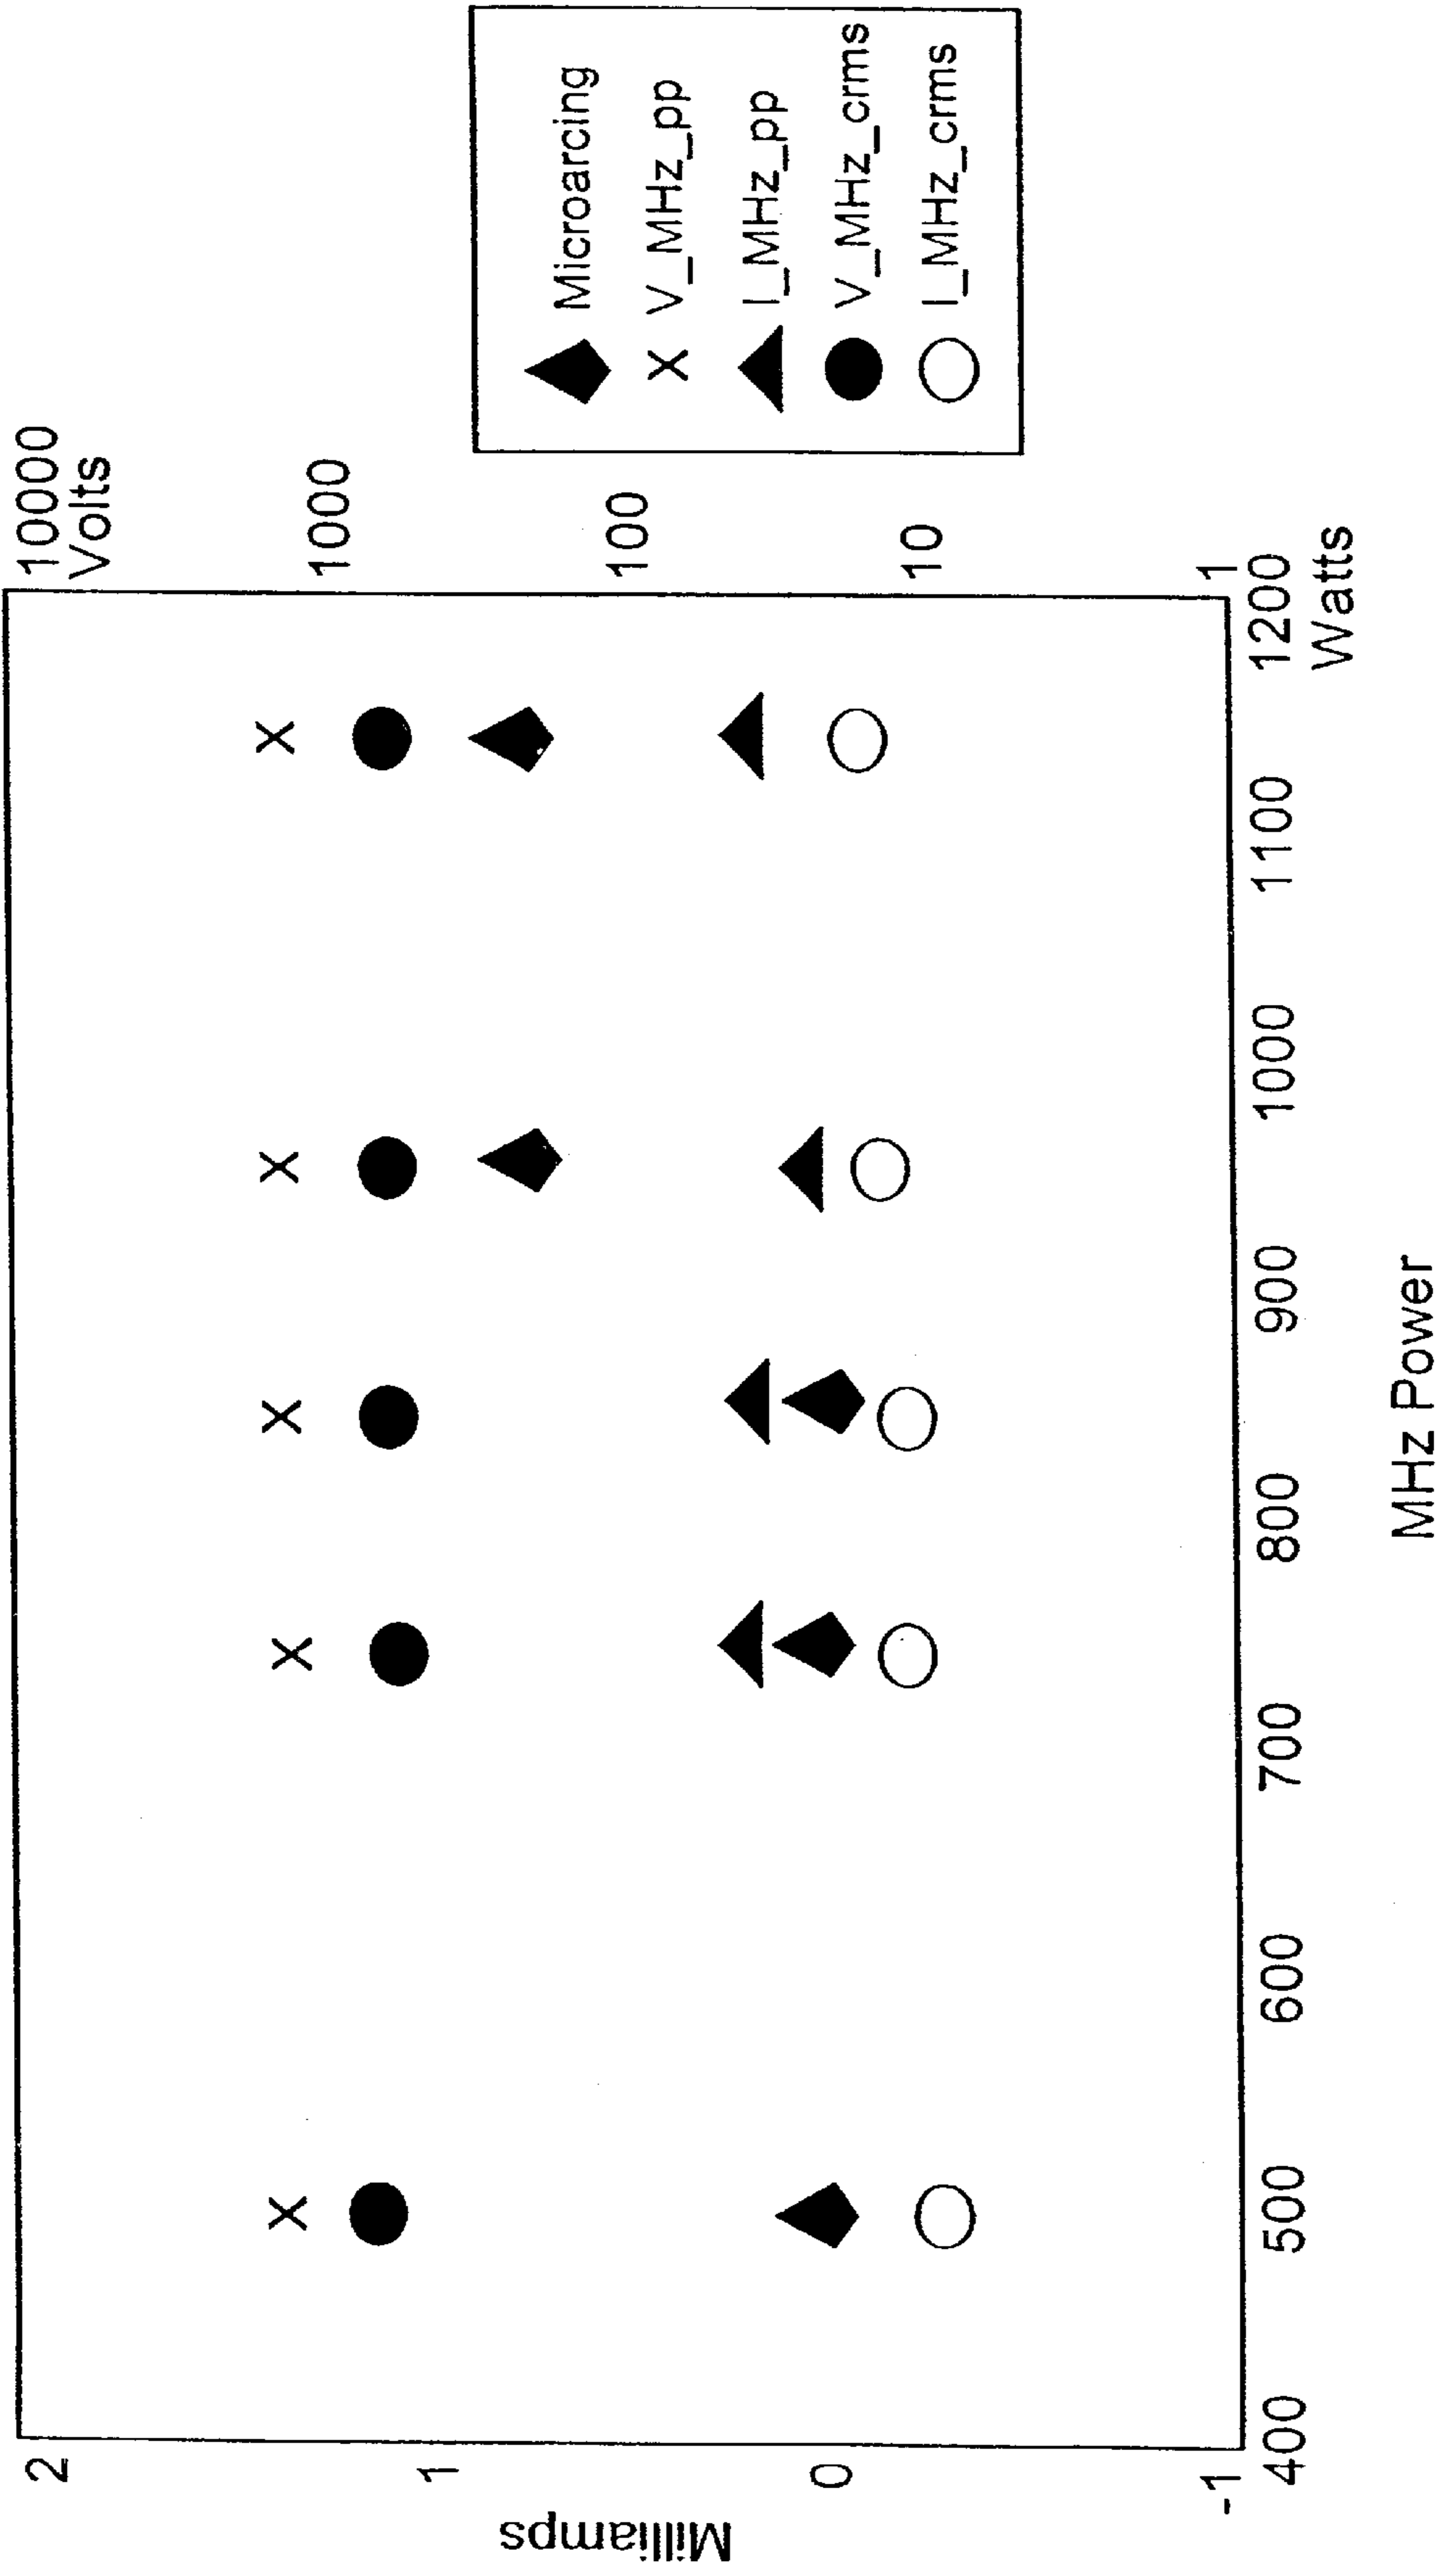 Milliamps
2
1
0
-1
10000
Volts
1000
100
10
1
400 500 600 700 800 900 1000 1100 1200
Watts
MHz Power
Microarcing
X V_MHz_pp
I_MHz_pp
V_MHz_crms
I_MHz_crms